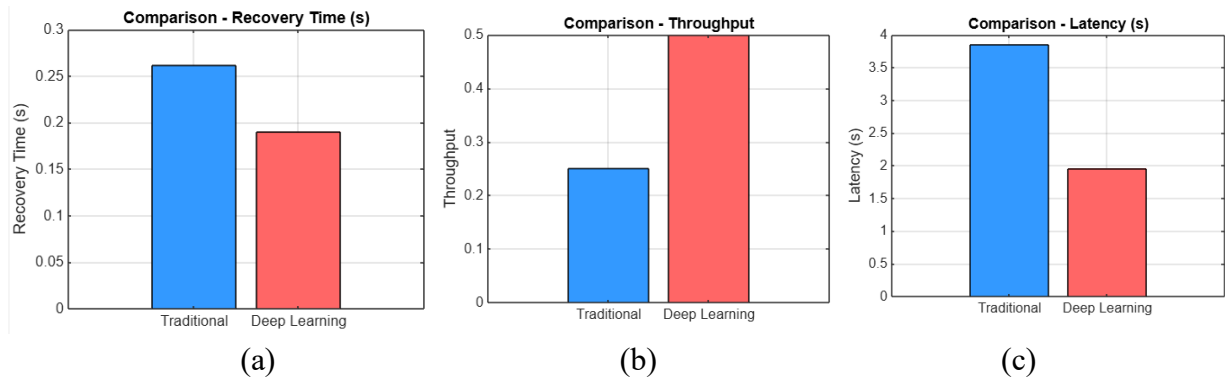 Comparison - Recovery Time (s)
0.3
0.25
0.2
0.15
0.1
0.05
0
Recovery Time (s)
Traditional
Deep Learning
(a)
Comparison - Throughput
0.5
0.4
0.3
0.2
0.1
0
Throughput
Traditional
Deep Learning
(b)
Comparison - Latency (s)
4
3.5
3
2.5
2
1.5
1
0.5
0
Latency (s)
Traditional
Deep Learning
(c)